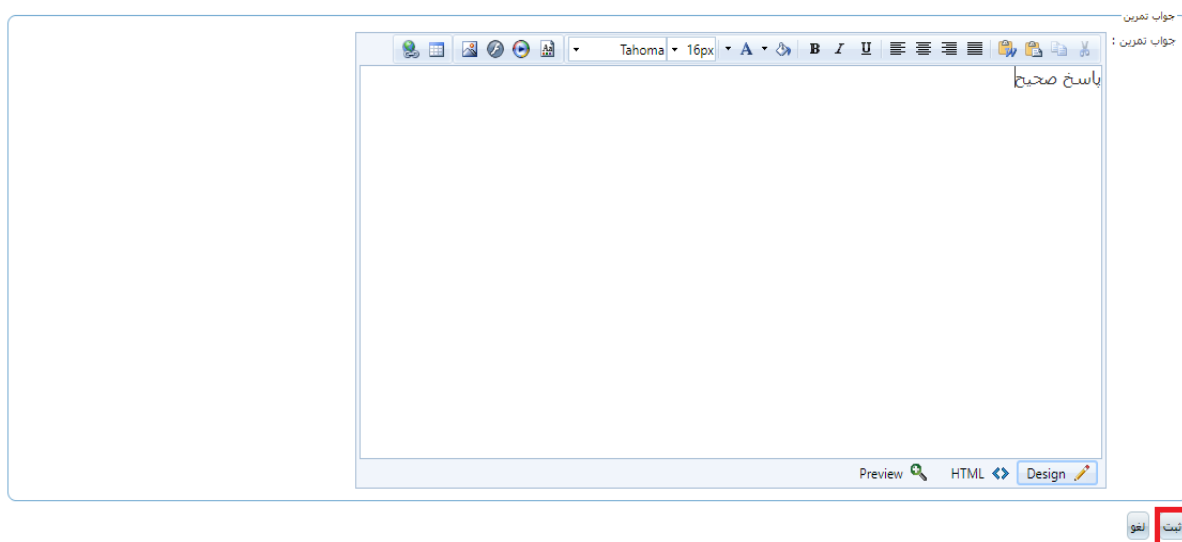 جواب تمرین
جواب تمرین :
Tahoma 16px A B I U
پاسخ صحیح
Preview HTML Design
ثبت لغو